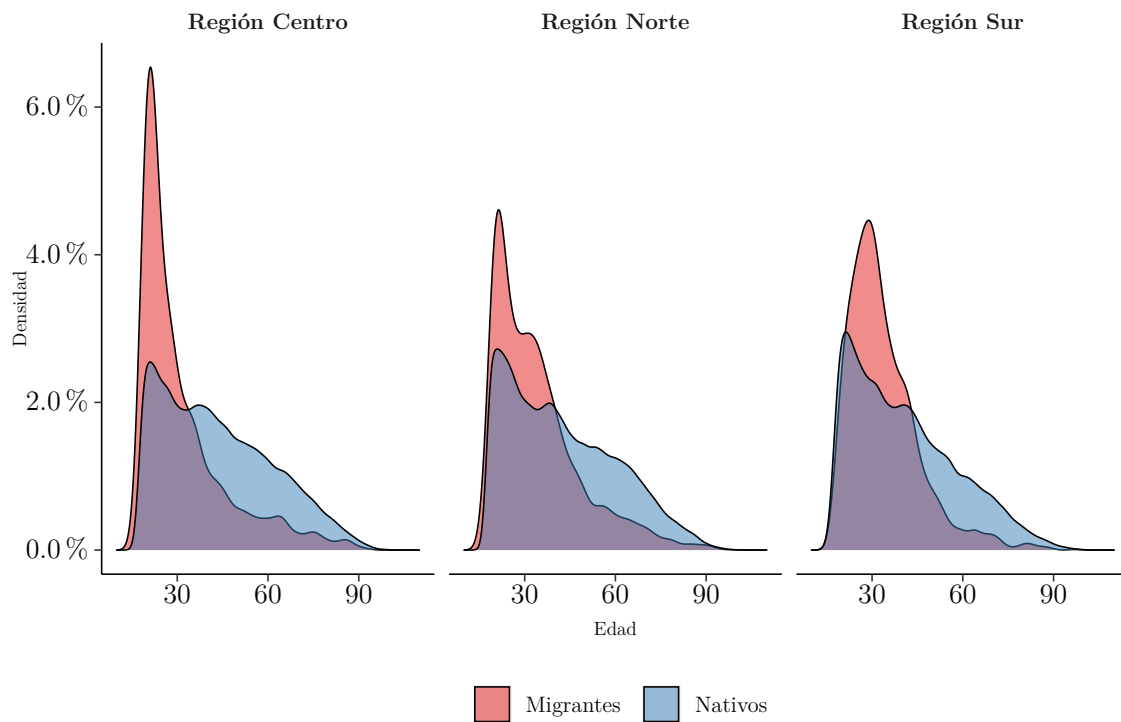 Región Centro Región Norte Región Sur
6.0 %
4.0 %
2.0 %
0.0 %
Densidad
30 60 90 30 60 90 30 60 90
Edad
Migrantes Nativos